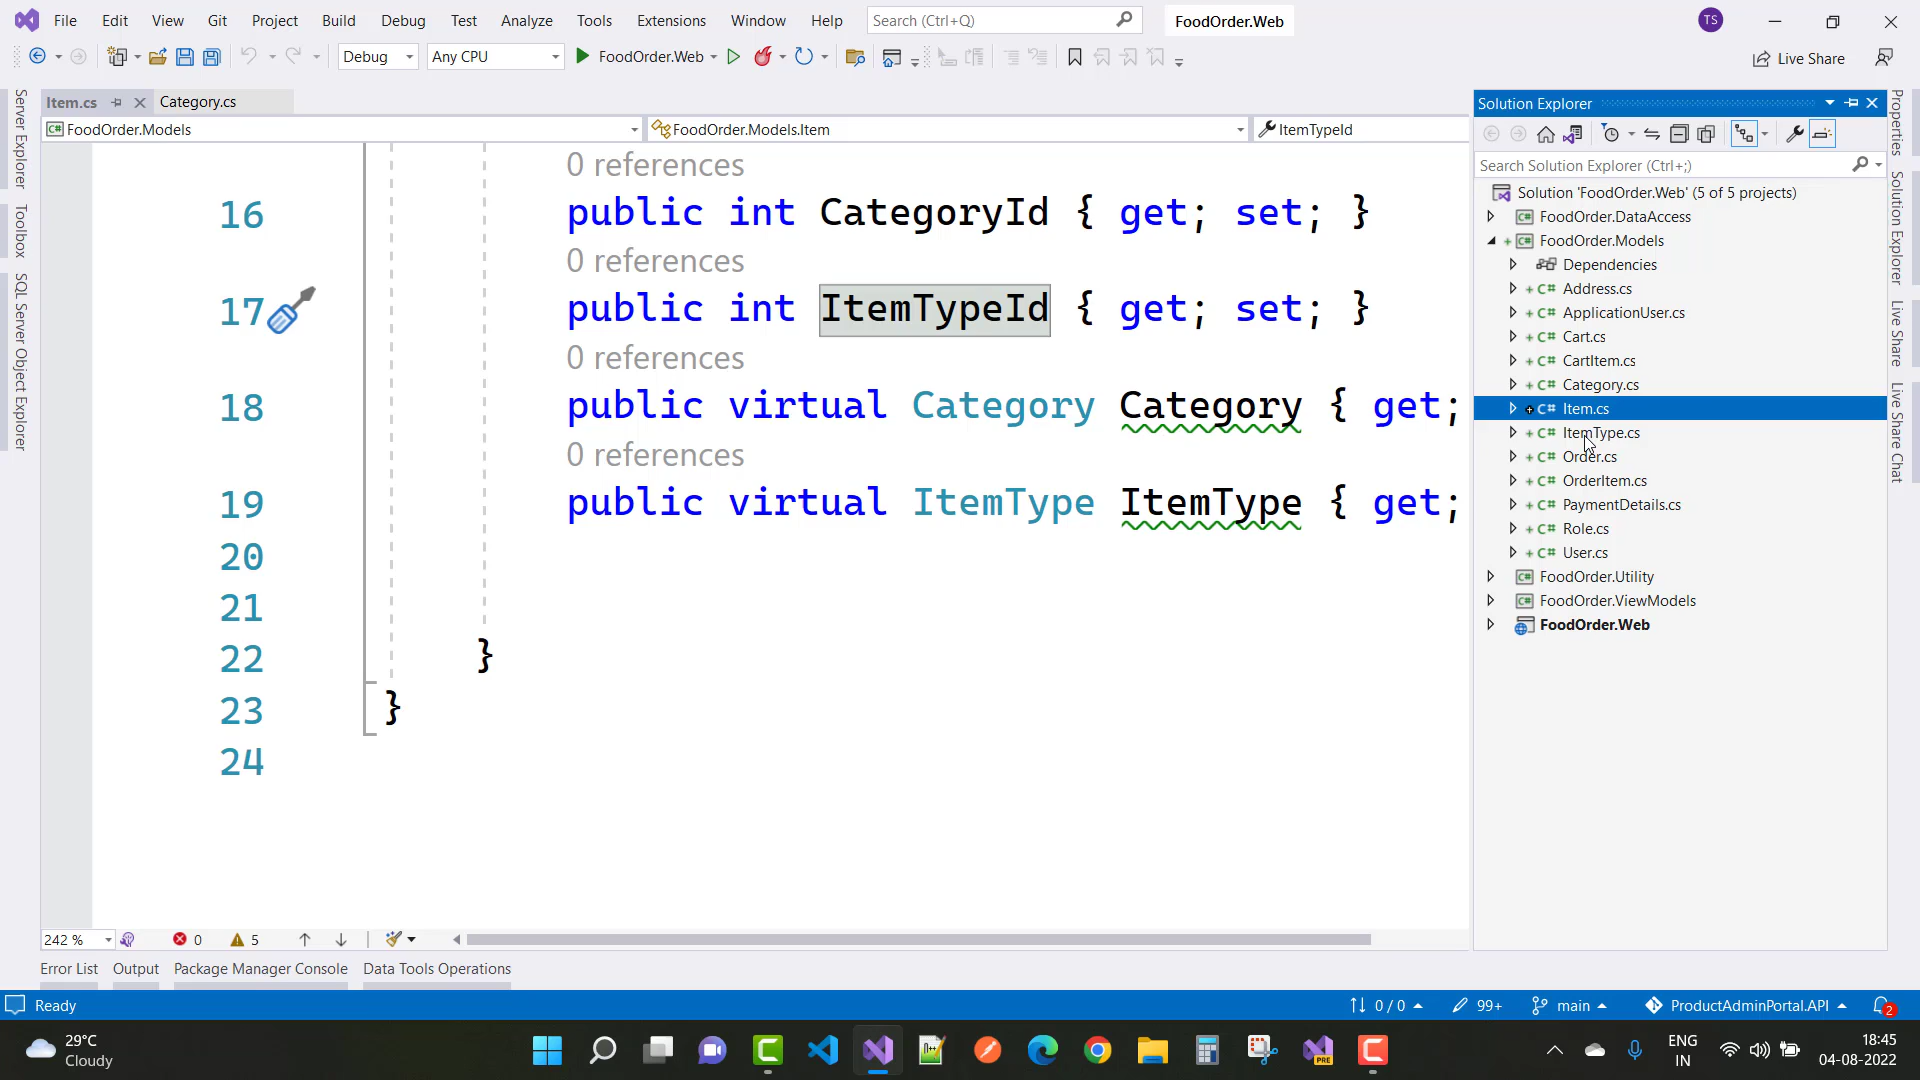 File Edit View Git Project Build Debug Test Analyze Tools Extensions Window Help Search (Ctrl+Q) FoodOrder.Web TS
Debug Any CPU FoodOrder.Web Live Share
Item.cs Category.cs
FoodOrder.Models FoodOrder.Models.Item ItemTypeId
0 references
16 public int CategoryId { get; set; }
0 references
17 public int ItemTypeId { get; set; }
0 references
18 public virtual Category Category { get;
0 references
19 public virtual ItemType ItemType { get;
20
21
22 }
23 }
24
242 % 0 5
Server Explorer
Toolbox
SQL Server Object Explorer
Solution Explorer
Search Solution Explorer (Ctrl+;)
Solution 'FoodOrder.Web' (5 of 5 projects)
FoodOrder.DataAccess
FoodOrder.Models
Dependencies
Address.cs
ApplicationUser.cs
Cart.cs
CartItem.cs
Category.cs
Item.cs
ItemType.cs
Order.cs
OrderItem.cs
PaymentDetails.cs
Role.cs
User.cs
FoodOrder.Utility
FoodOrder.ViewModels
FoodOrder.Web
Properties
Solution Explorer
Live Share
Live Share Chat
Error List Output Package Manager Console Data Tools Operations
Ready 0 / 0 99+ main ProductAdminPortal.API 2
29°C
Cloudy
PRE
ENG
IN
18:45
04-08-2022